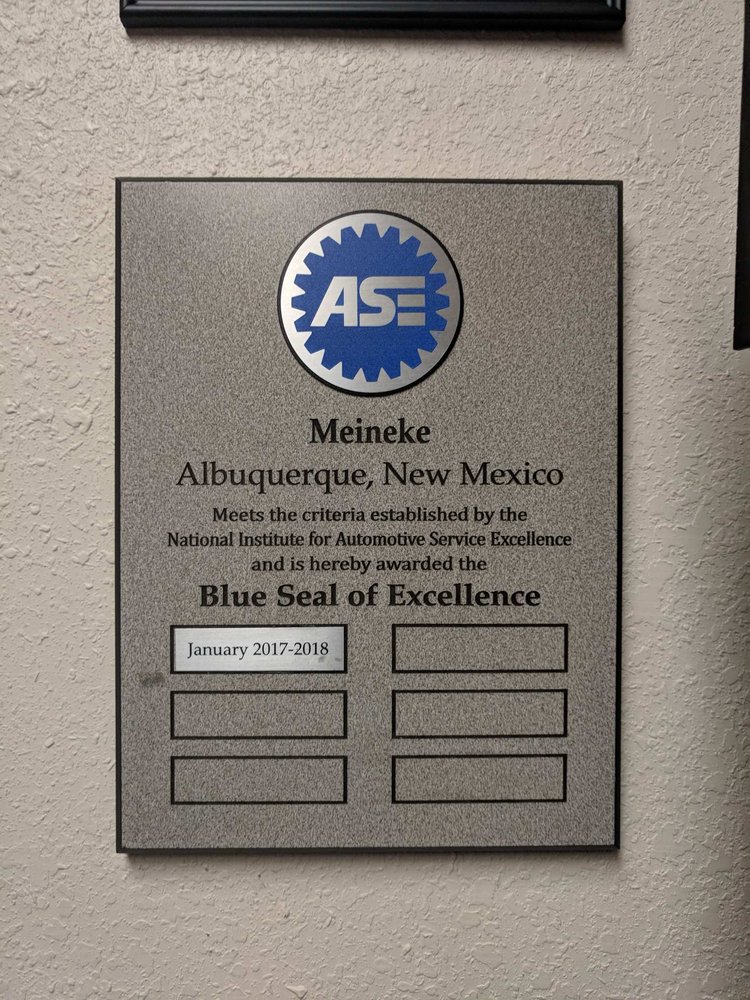 ASE
Meineke
Albuquerque, New Mexico
Meets the criteria established by the
National Institute for Automotive Service Excellence
and is hereby awarded the
Blue Seal of Excellence
January 2017-2018